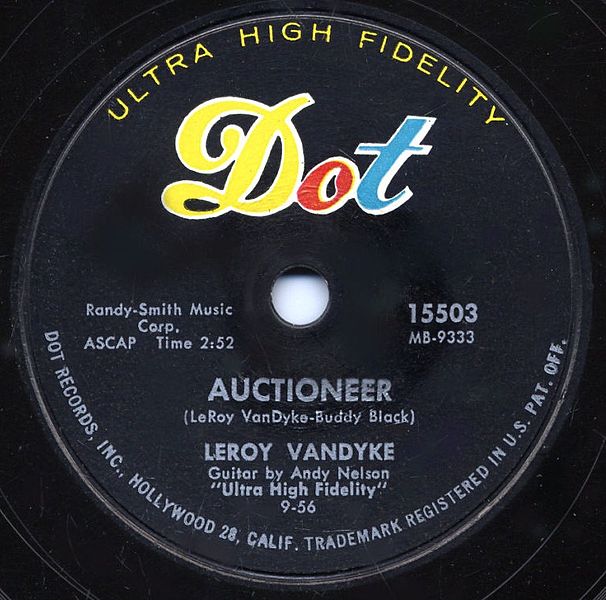 ULTRA HIGH FIDELITY
Dot
Randy-Smith Music
Corp.
ASCAP Time 2:52
15503
MB-9333
AUCTIONEER
(LeRoy VanDyke-Buddy Black)
LEROY VANDYKE
Guitar by Andy Nelson
"Ultra High Fidelity"
9-56
DOT RECORDS, INC., HOLLYWOOD 28, CALIF. TRADEMARK REGISTERED IN U.S. PAT. OFF.